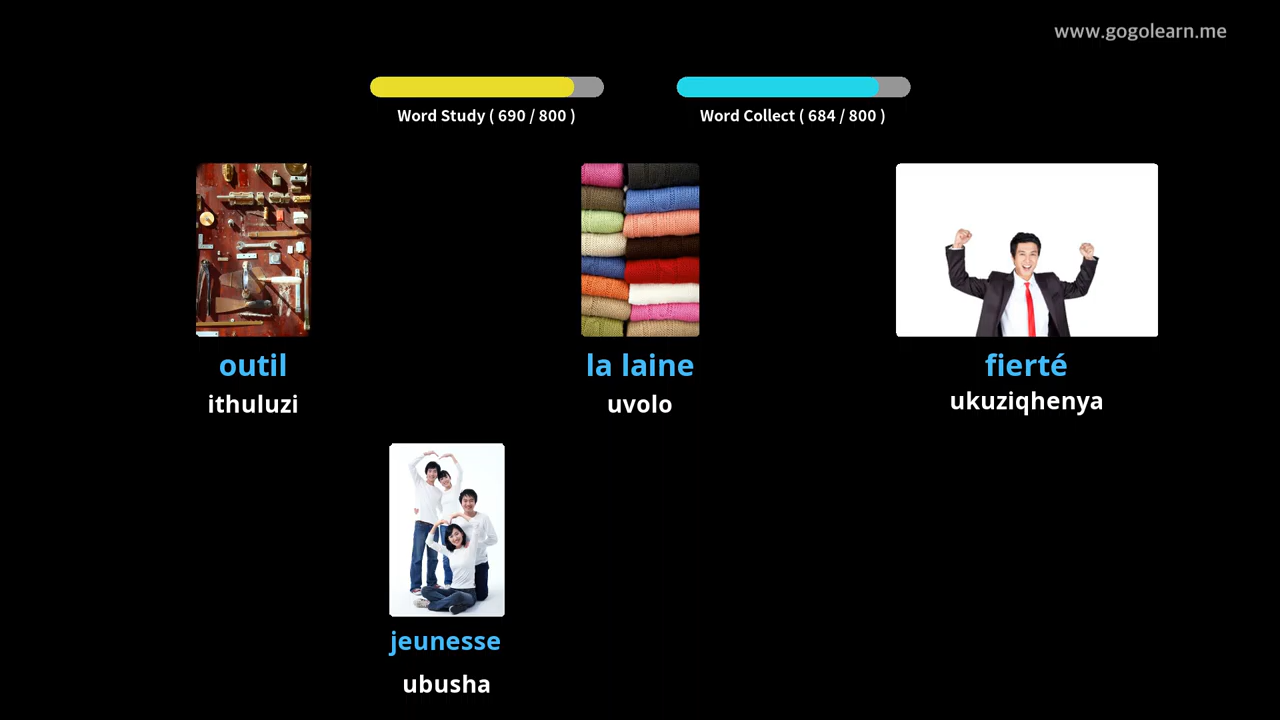 www.gogolearn.me
Word Study ( 690 / 800 )
Word Collect ( 684 / 800 )
outil
ithuluzi
la laine
uvolo
fierté
ukuziqhenya
jeunesse
ubusha